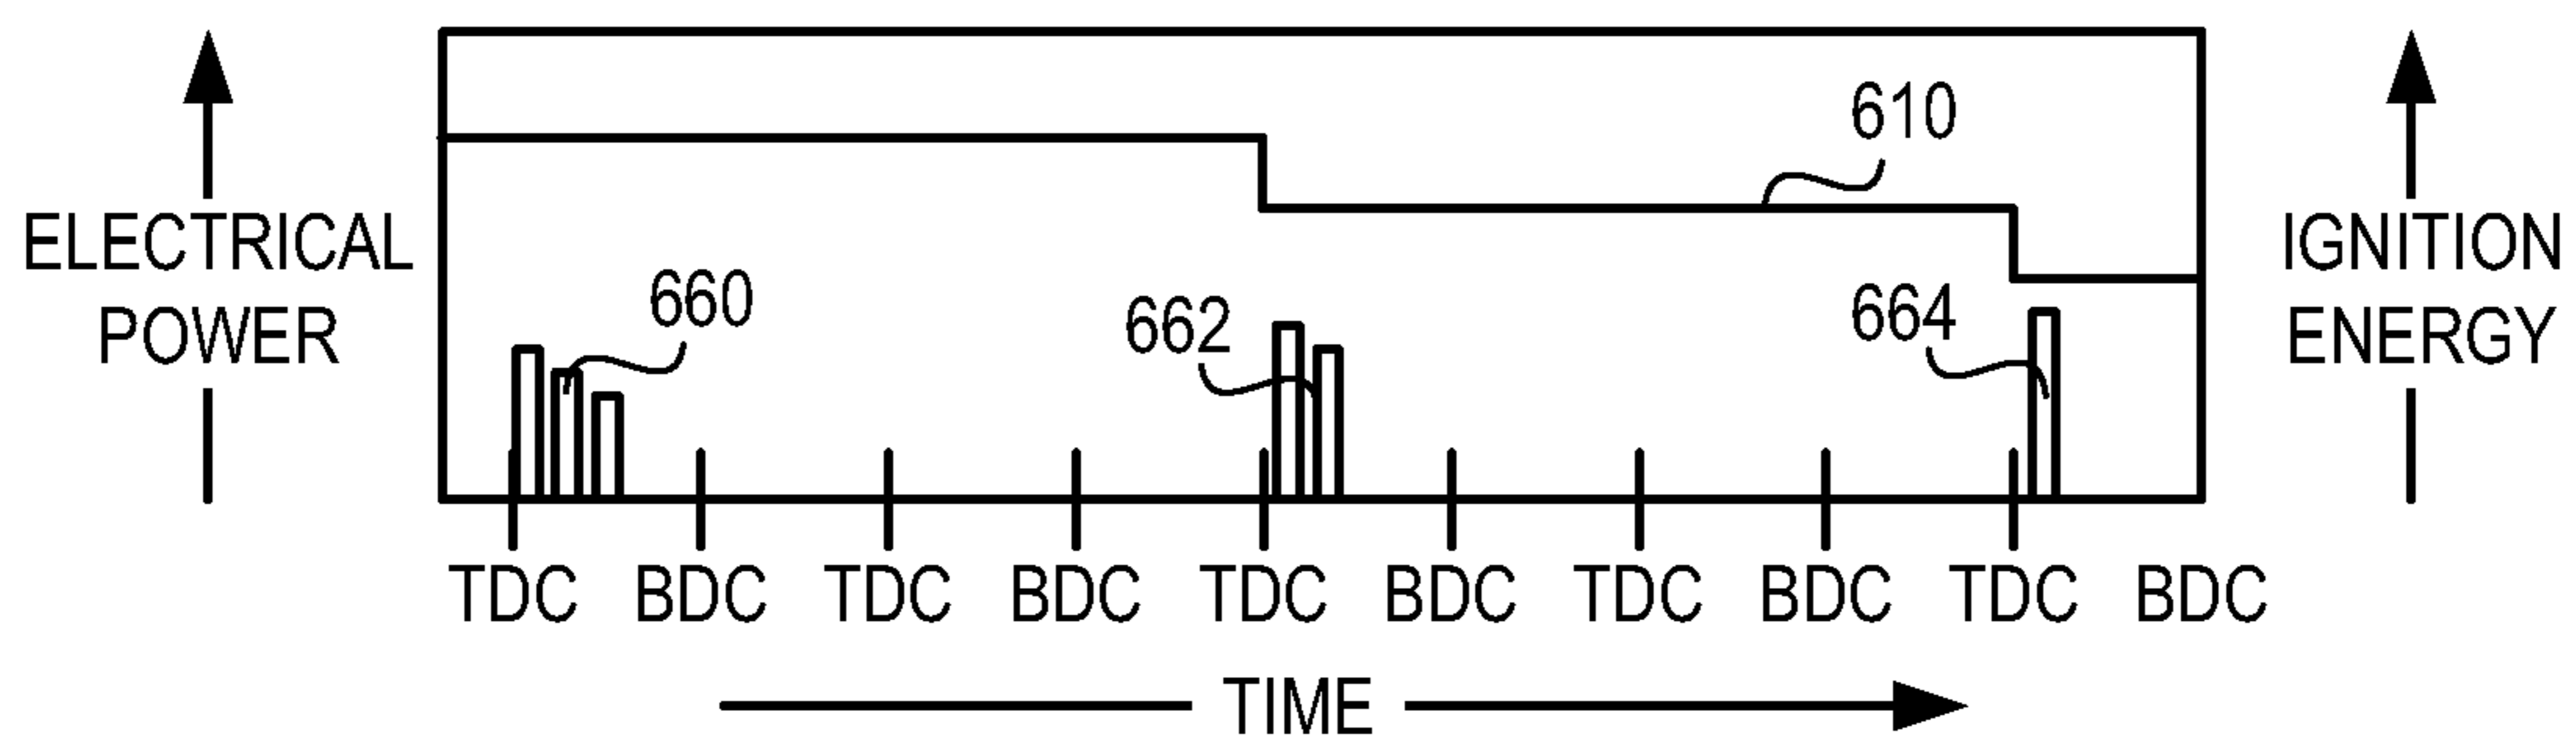 ELECTRICAL
POWER
610
IGNITION
ENERGY
660
662
664
TDC BDC TDC BDC TDC BDC TDC BDC TDC BDC
TIME